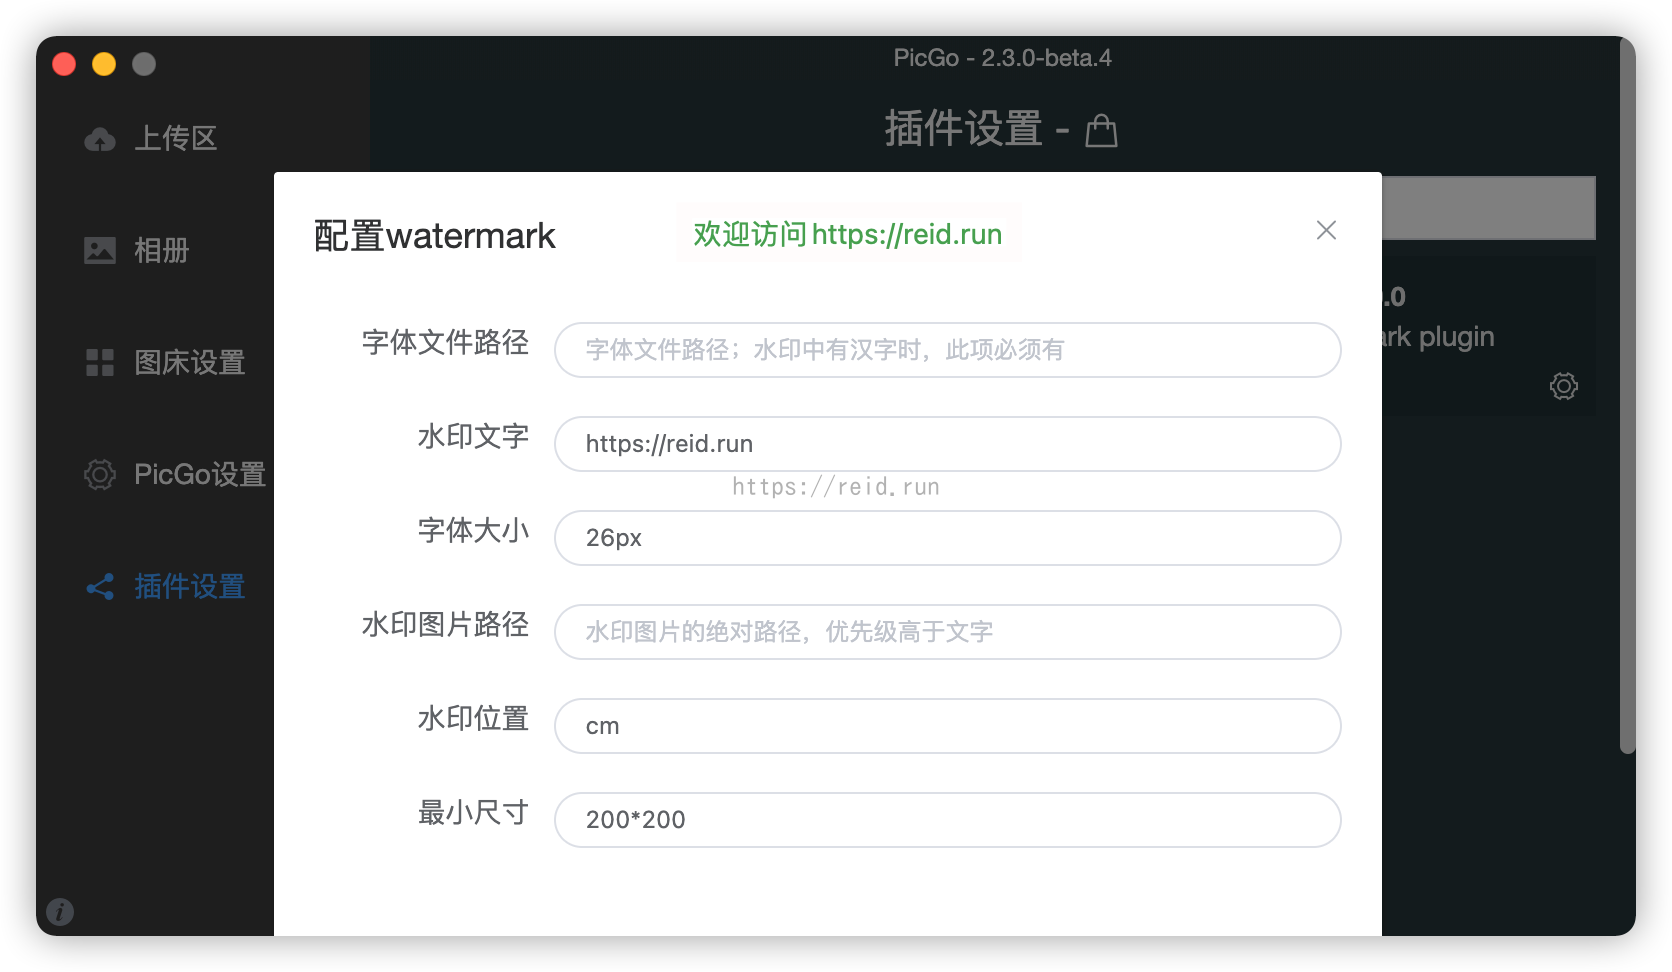 PicGo - 2.3.0-beta.4
插件设置 -
上传区
相册
图床设置
PicGo设置
插件设置
配置watermark
欢迎访问https://reid.run
字体文件路径
字体文件路径；水印中有汉字时，此项必须有
水印文字
https://reid.run
https://reid.run
字体大小
26px
水印图片路径
水印图片的绝对路径，优先级高于文字
水印位置
cm
最小尺寸
200*200
.0
ark plugin